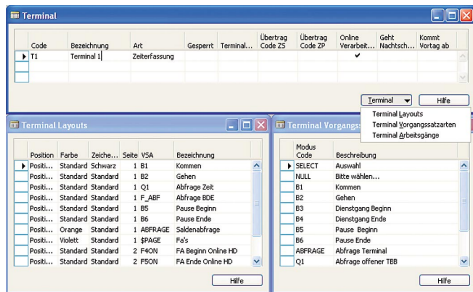 Terminal
Code Bezeichnung Art Gesperrt Terminal... Übertrag Code ZS Übertrag Code ZP Online Verarbeit... Geht Nachtsch... Kommt Vortag ab
T1 Terminal 1 Zeiterfassung
Terminal Hilfe
Terminal Layouts
Terminal Vorgangssatzarten
Terminal Arbeitsgänge
Terminal Layouts
Position Farbe Zeiche... Seite VSA Bezeichnung
Positi... Standard Schwarz 1 B1 Kommen
Positi... Standard Standard 1 B2 Gehen
Positi... Standard Standard 1 Q1 Abfrage Zeit
Positi... Standard Standard 1 F_ABF Abfrage BDE
Positi... Standard Standard 1 B5 Pause Beginn
Positi... Standard Standard 1 B6 Pause Ende
Positi... Orange Standard 1 ABFRAGE Saldenabfrage
Positi... Violett Standard 1 $PAGE Fa's
Positi... Standard Standard 2 F4ON FA Beginn Online HD
Positi... Standard Standard 2 F5ON FA Ende Online HD
Hilfe
Terminal Vorgangs
Modus Code Beschreibung
SELECT Auswahl
NULL Bitte wählen...
B1 Kommen
B2 Gehen
B3 Dienstgang Beginn
B4 Dienstgang Ende
B5 Pause Beginn
B6 Pause Ende
ABFRAGE Abfrage Terminal
Q1 Abfrage offener TBB
Hilfe